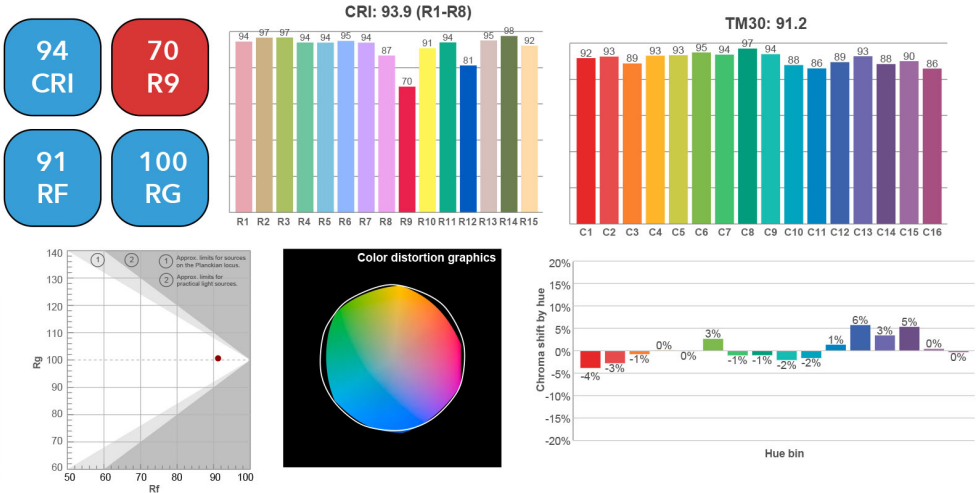 94
CRI
70
R9
91
RF
100
RG
CRI: 93.9 (R1-R8)
94 97 97 94 94 95 94 87 70 91 94 81 95 98 92
R1 R2 R3 R4 R5 R6 R7 R8 R9 R10 R11 R12 R13 R14 R15
TM30: 91.2
92 93 89 93 93 95 94 97 94 88 86 89 93 88 90 86
C1 C2 C3 C4 C5 C6 C7 C8 C9 C10 C11 C12 C13 C14 C15 C16
140
130
120
110
100
90
80
70
60
Rg
50 60 70 80 90 100
Rf
1 2
1 Approx. limits for sources
on the Planckian locus.
2 Approx. limits for
practical light sources.
Color distortion graphics
20%
15%
10%
5%
0%
-5%
-10%
-15%
-20%
Chroma shift by hue
-4% -3% -1% 0% 0% 3% -1% -1% -2% -2% 1% 6% 3% 5% 0% 0%
Hue bin